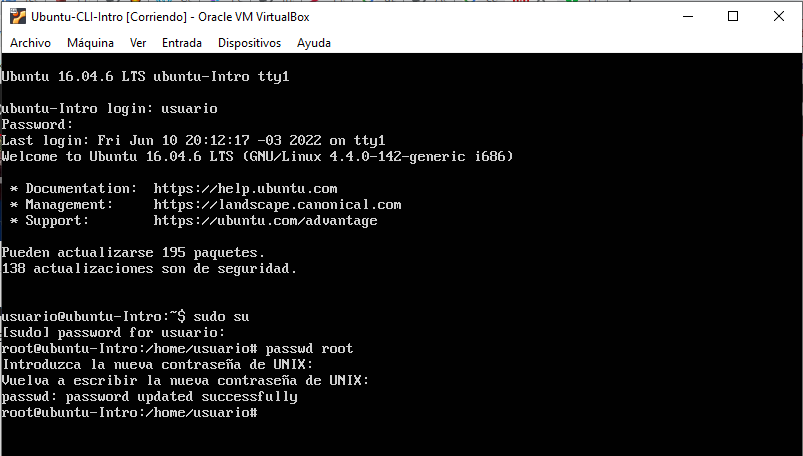 Ubuntu-CLI-Intro [Corriendo] - Oracle VM VirtualBox
Archivo Máquina Ver Entrada Dispositivos Ayuda
Ubuntu 16.04.6 LTS ubuntu-Intro tty1
ubuntu-Intro login: usuario
Password:
Last login: Fri Jun 10 20:12:17 -03 2022 on tty1
Welcome to Ubuntu 16.04.6 LTS (GNU/Linux 4.4.0-142-generic i686)
* Documentation: https://help.ubuntu.com
* Management: https://landscape.canonical.com
* Support: https://ubuntu.com/advantage
Pueden actualizarse 195 paquetes.
138 actualizaciones son de seguridad.
usuario@ubuntu-Intro:~$ sudo su
[sudo] password for usuario:
root@ubuntu-Intro:/home/usuario# passwd root
Introduzca la nueva contraseña de UNIX:
Vuelva a escribir la nueva contraseña de UNIX:
passwd: password updated successfully
root@ubuntu-Intro:/home/usuario#